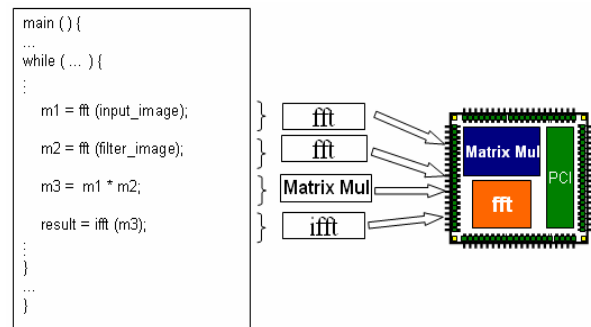 main ( ) {
...
while ( ... ) {
⋮
m1 = fft (input_image);
m2 = fft (filter_image);
m3 = m1 * m2;
result = ifft (m3);
⋮
}
...
}
} fft
} fft
} Matrix Mul
} ifft
Matrix Mul
PCI
fft